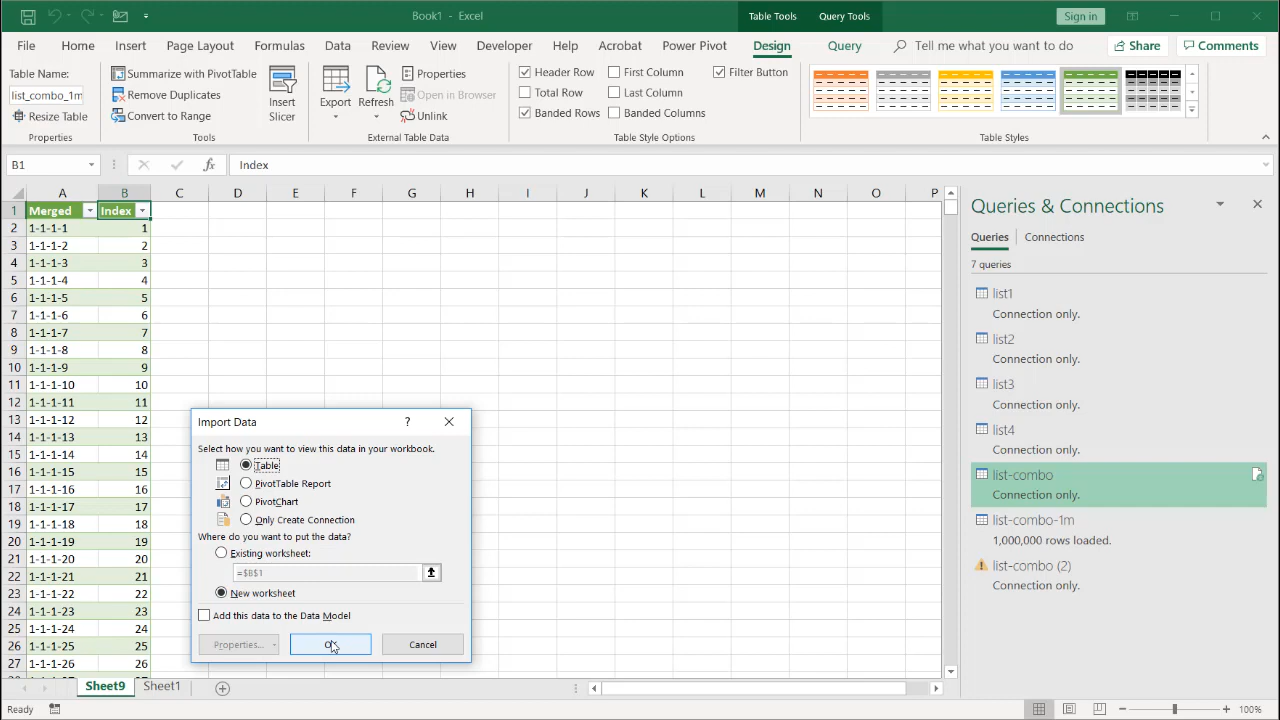 Book1 - Excel
Table Tools
Query Tools
Sign in
File Home Insert Page Layout Formulas Data Review View Developer Help Acrobat Power Pivot Design Query Tell me what you want to do Share Comments
Table Name:
list_combo_1m
Resize Table
Properties
Summarize with PivotTable
Remove Duplicates
Convert to Range
Tools
Insert
Slicer
Export
Refresh
Properties
Open in Browser
Unlink
External Table Data
Header Row
Total Row
Banded Rows
First Column
Last Column
Banded Columns
Filter Button
Table Style Options
Table Styles
B1
fx
Index
A B C D E F G H I J K L M N O P
1 Merged Index
2 1-1-1-1 1
3 1-1-1-2 2
4 1-1-1-3 3
5 1-1-1-4 4
6 1-1-1-5 5
7 1-1-1-6 6
8 1-1-1-7 7
9 1-1-1-8 8
10 1-1-1-9 9
11 1-1-1-10 10
12 1-1-1-11 11
13 1-1-1-12 12
14 1-1-1-13 13
15 1-1-1-14 14
16 1-1-1-15 15
17 1-1-1-16 16
18 1-1-1-17 17
19 1-1-1-18 18
20 1-1-1-19 19
21 1-1-1-20 20
22 1-1-1-21 21
23 1-1-1-22 22
24 1-1-1-23 23
25 1-1-1-24 24
26 1-1-1-25 25
27 1-1-1-26 26
Import Data
?
Select how you want to view this data in your workbook.
Table
PivotTable Report
PivotChart
Only Create Connection
Where do you want to put the data?
Existing worksheet:
=$B$1
New worksheet
Add this data to the Data Model
Properties...
OK
Cancel
Queries & Connections
Queries Connections
7 queries
list1
Connection only.
list2
Connection only.
list3
Connection only.
list4
Connection only.
list-combo
Connection only.
list-combo-1m
1,000,000 rows loaded.
list-combo (2)
Connection only.
Sheet9 Sheet1
Ready
100%